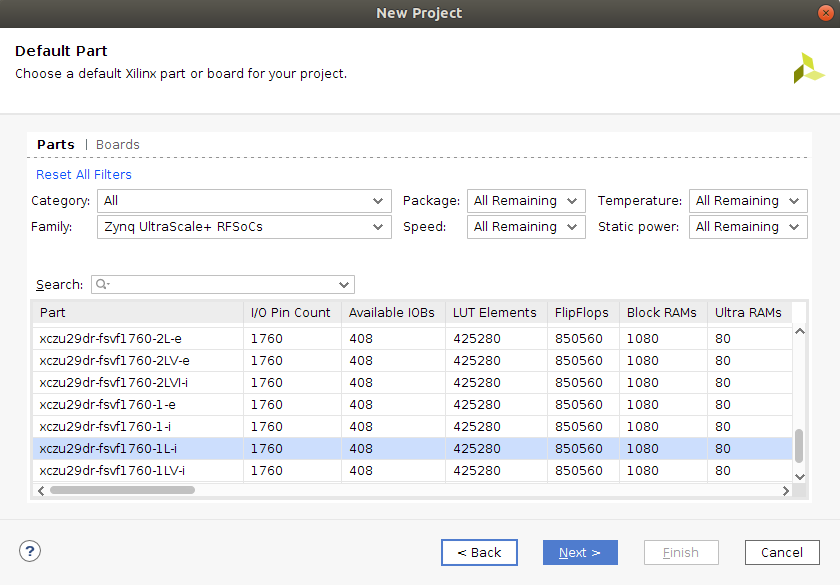 New Project
Default Part
Choose a default Xilinx part or board for your project.
Parts | Boards
Reset All Filters
Category: All Package: All Remaining Temperature: All Remaining
Family: Zynq UltraScale+ RFSoCs Speed: All Remaining Static power: All Remaining
Search:
Part I/O Pin Count Available IOBs LUT Elements FlipFlops Block RAMs Ultra RAMs
xczu29dr-fsvf1760-2L-e 1760 408 425280 850560 1080 80
xczu29dr-fsvf1760-2LV-e 1760 408 425280 850560 1080 80
xczu29dr-fsvf1760-2LVI-i 1760 408 425280 850560 1080 80
xczu29dr-fsvf1760-1-e 1760 408 425280 850560 1080 80
xczu29dr-fsvf1760-1-i 1760 408 425280 850560 1080 80
xczu29dr-fsvf1760-1L-i 1760 408 425280 850560 1080 80
xczu29dr-fsvf1760-1LV-i 1760 408 425280 850560 1080 80
? < Back Next > Finish Cancel